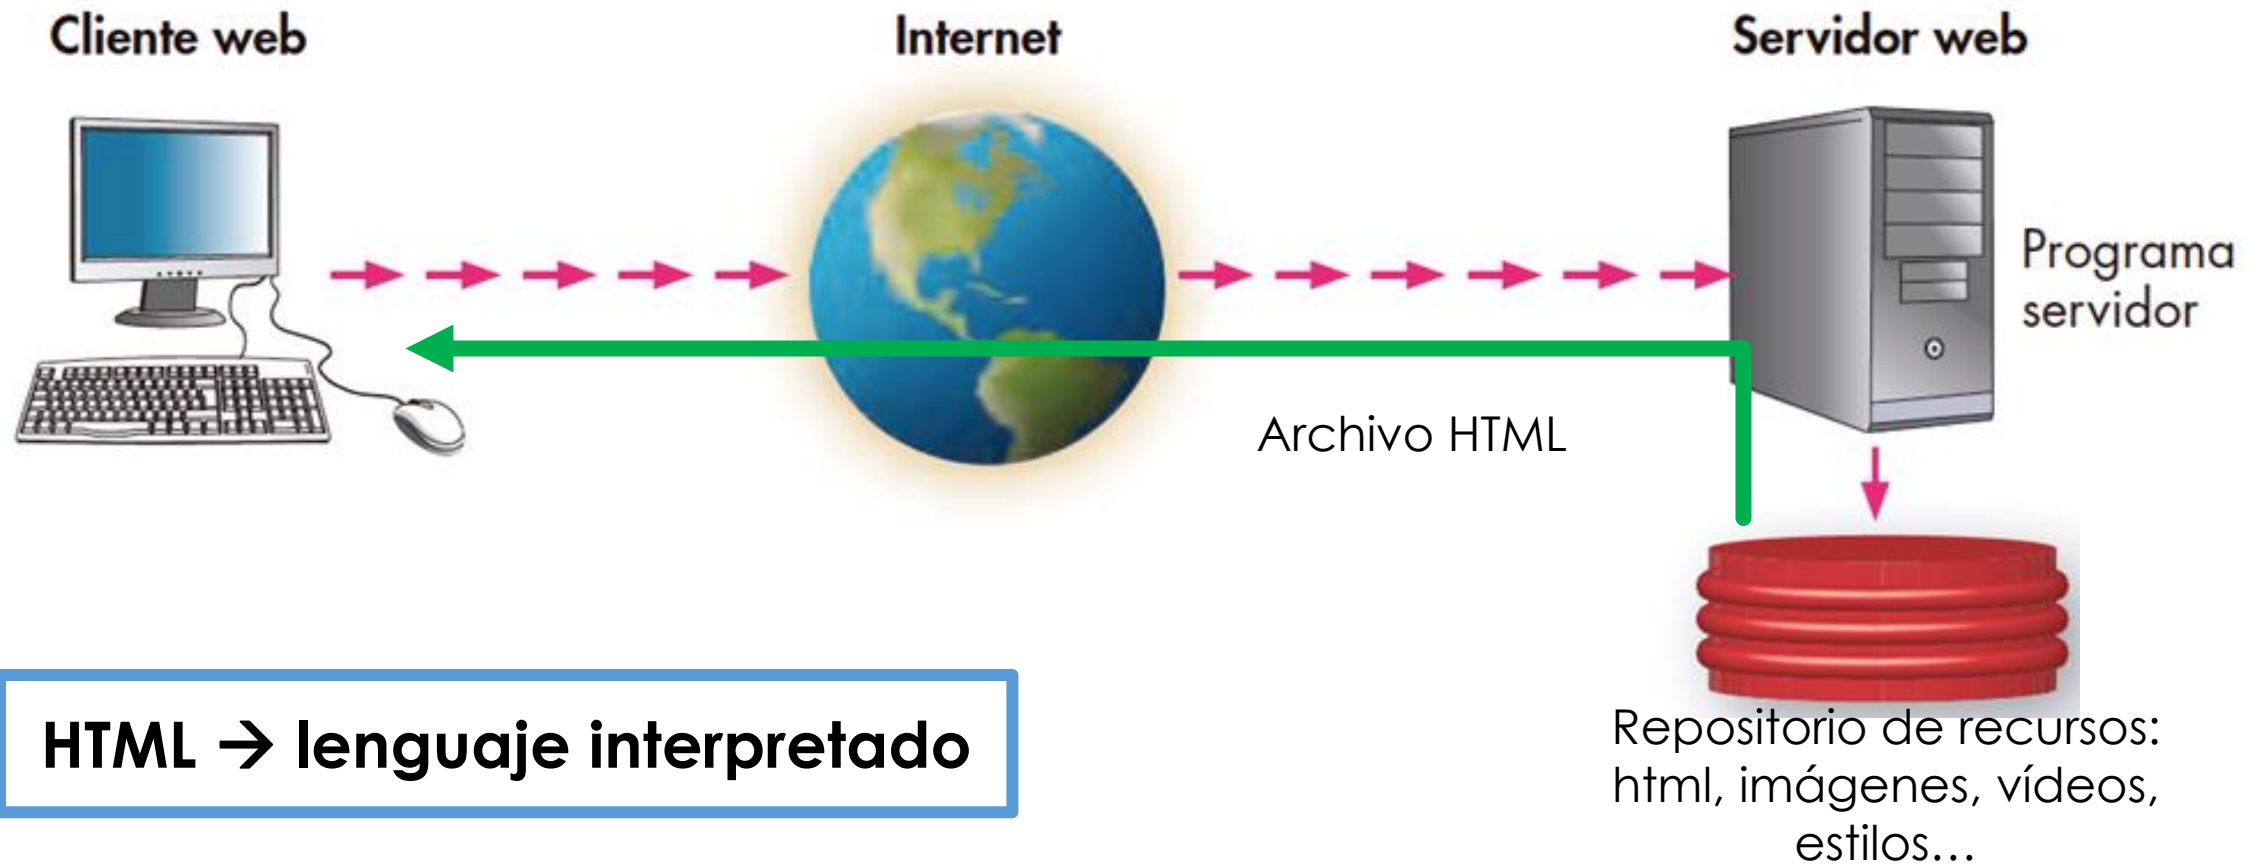 Cliente web
Internet
Servidor web
Programa
servidor
Archivo HTML
HTML → lenguaje interpretado
Repositorio de recursos:
html, imágenes, vídeos,
estilos…